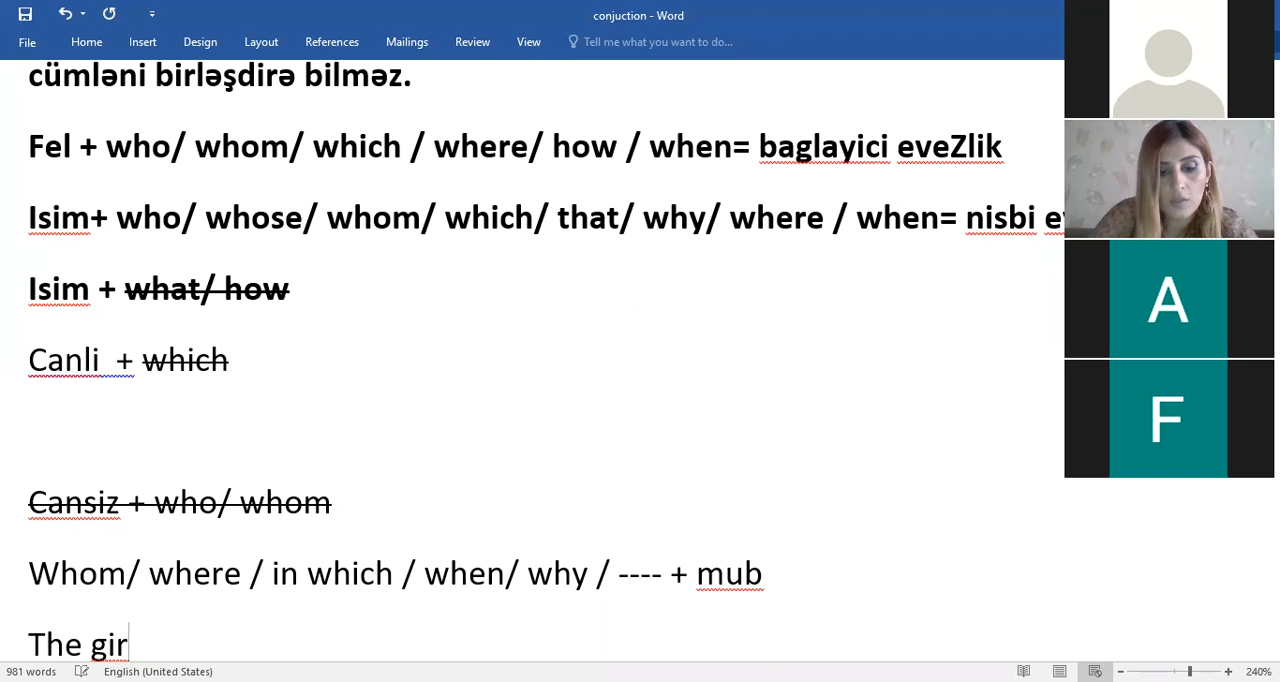 conjuction - Word
File Home Insert Design Layout References Mailings Review View Tell me what you want to do...
cümləni birləşdirə bilməz.
Fel + who/ whom/ which / where/ how / when= baglayici eveZlik
Isim+ who/ whose/ whom/ which/ that/ why/ where / when= nisbi
Isim + what/ how
Canli + which
Cansiz + who/ whom
Whom/ where / in which / when/ why / ---- + mub
The gir
A
F
981 words English (United States) 240%